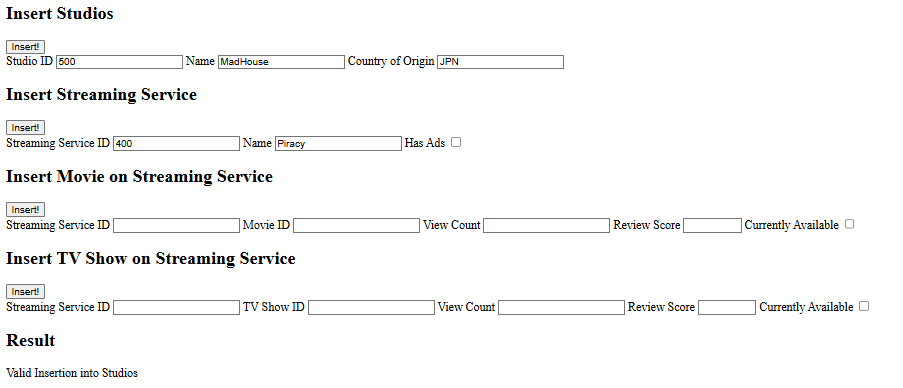 Insert Studios
Insert!
Studio ID 500 Name MadHouse Country of Origin JPN
Insert Streaming Service
Insert!
Streaming Service ID 400 Name Piracy Has Ads
Insert Movie on Streaming Service
Insert!
Streaming Service ID Movie ID View Count Review Score Currently Available
Insert TV Show on Streaming Service
Insert!
Streaming Service ID TV Show ID View Count Review Score Currently Available
Result
Valid Insertion into Studios